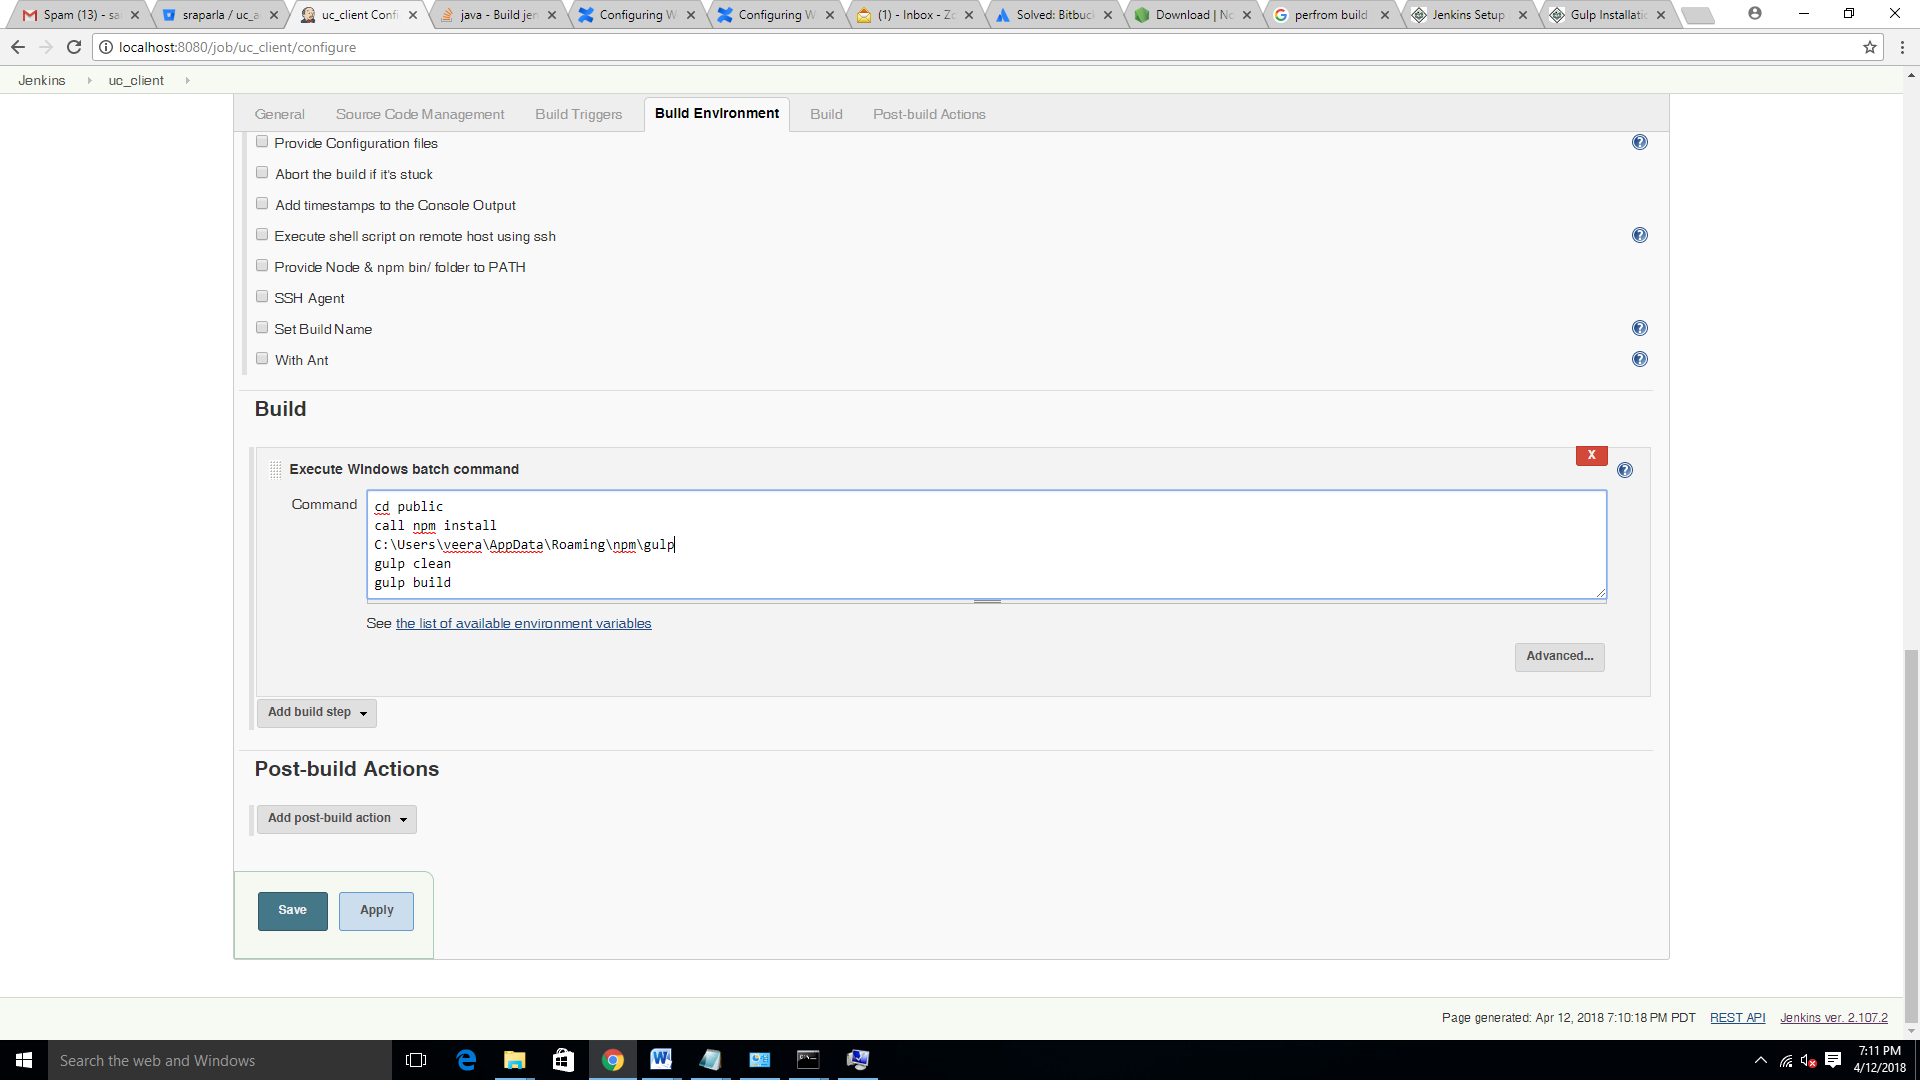 Spam (13) - sa
sraparla / uc_a
uc_client Confi
java - Build jen
Configuring W
Configuring W
(1) - Inbox - Zo
Solved: Bitbuc
Download | No
perfrom build
Jenkins Setup
Gulp Installatio
localhost:8080/job/uc_client/configure
Jenkins
uc_client
General
Source Code Management
Build Triggers
Build Environment
Build
Post-build Actions
Provide Configuration files
Abort the build if it's stuck
Add timestamps to the Console Output
Execute shell script on remote host using ssh
Provide Node & npm bin/ folder to PATH
SSH Agent
Set Build Name
With Ant
Build
X
Execute Windows batch command
Command
cd public
call npm install
C:\Users\veera\AppData\Roaming\npm\gulp
gulp clean
gulp build
See the list of available environment variables
Advanced...
Add build step
Post-build Actions
Add post-build action
Save
Apply
Page generated: Apr 12, 2018 7:10:18 PM PDT
REST API
Jenkins ver. 2.107.2
Search the web and Windows
7:11 PM
4/12/2018